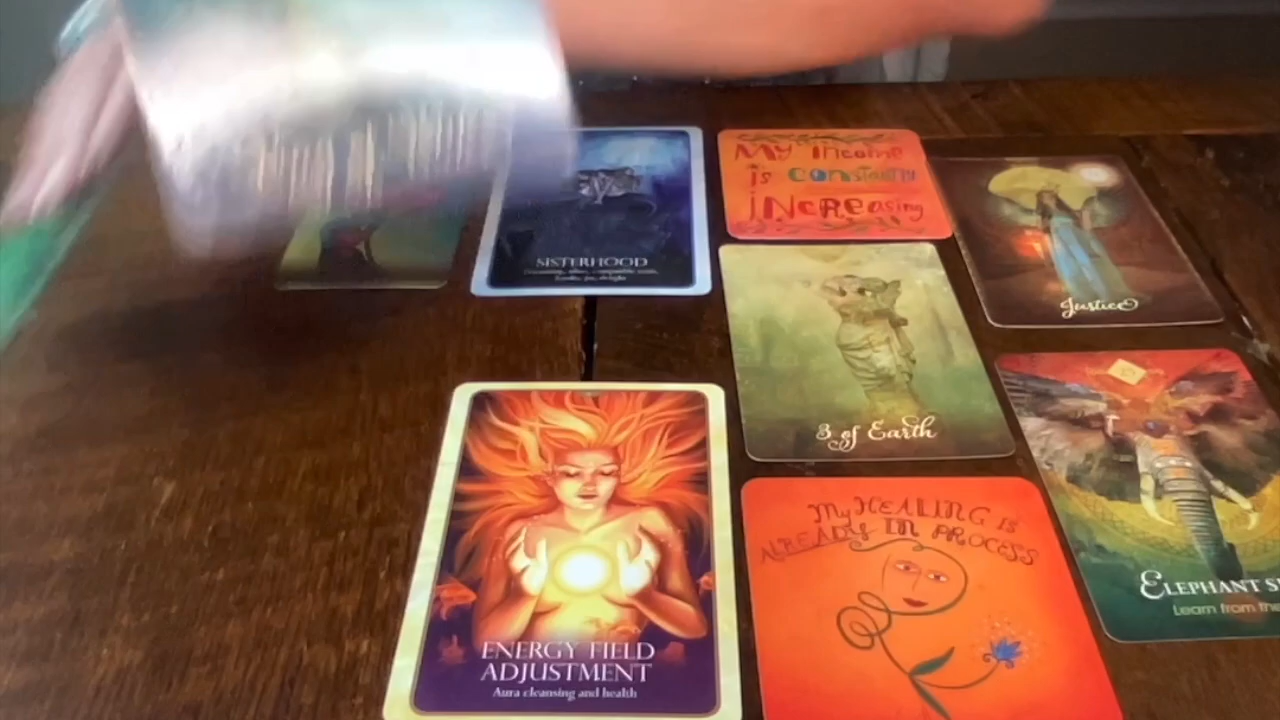 SISTERHOOD
My income
is constantly
increasing
Justice
3 of Earth
ELEPHANT
Learn from the
ENERGY FIELD
ADJUSTMENT
Aura cleansing and health
My HEALING is
ALREADY IN PROCESS